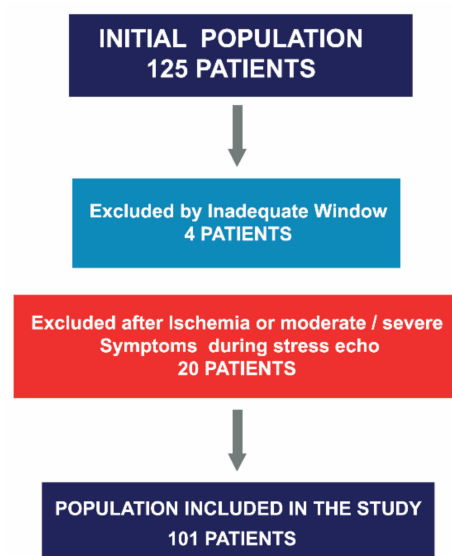 INITIAL POPULATION
125 PATIENTS
Excluded by Inadequate Window
4 PATIENTS
Excluded after Ischemia or moderate / severe
Symptoms during stress echo
20 PATIENTS
POPULATION INCLUDED IN THE STUDY
101 PATIENTS